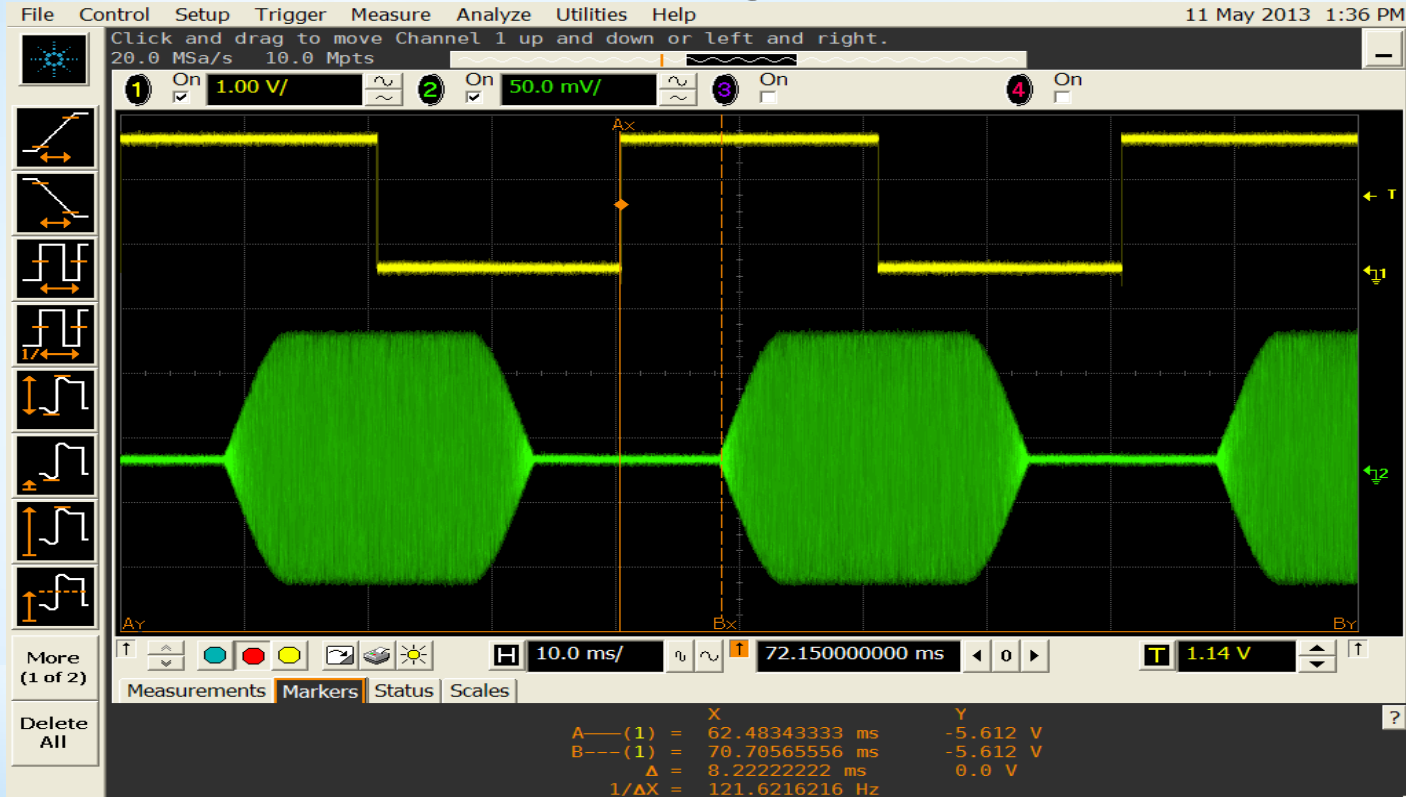 File Control Setup Trigger Measure Analyze Utilities Help 11 May 2013 1:36 PM
Click and drag to move Channel 1 up and down or left and right.
20.0 MSa/s 10.0 Mpts
1 On 1.00 V/ 2 On 50.0 mV/ 3 On 4 On
Ax
T
1
1/
2
Ay Bx By
More
(1 of 2)
H 10.0 ms/ 72.150000000 ms 0 T 1.14 V
Measurements Markers Status Scales
Delete
All
X Y ?
A——(1) = 62.48343333 ms -5.612 V
B---(1) = 70.70565556 ms -5.612 V
Δ = 8.22222222 ms 0.0 V
1/ΔX = 121.6216216 Hz